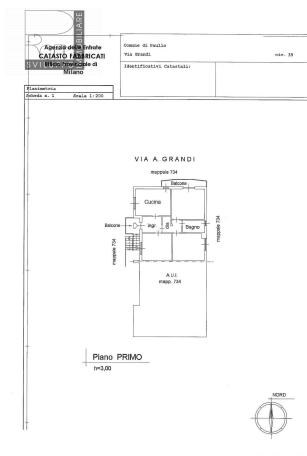 Agenzia delle Entrate
CATASTO FABBRICATI
Ufficio Provinciale di
Milano
Comune di Paullo
Via Grandi
civ. 35
Identificativi Catastali:
Planimetria
Scheda n. 1 Scala 1:200
VIA A. GRANDI
mappale 734
Balcone
Cucina
Balcone
ingr.
dis.
Bagno
mappale 734
mappale 734
A.U.I.
mapp. 734
Piano PRIMO
h=3,00
NORD